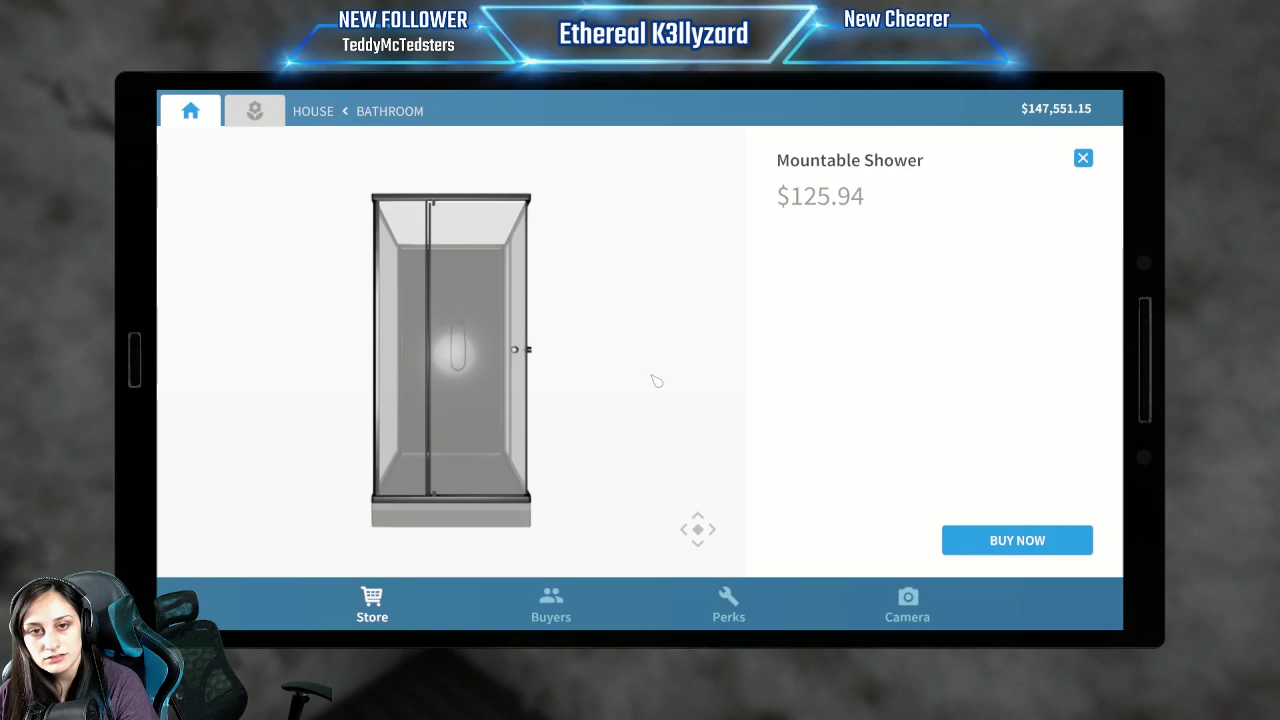 NEW FOLLOWER
TeddyMcTedsters
Ethereal K3llyzard
New Cheerer
HOUSE < BATHROOM
$147,551.15
Mountable Shower
$125.94
BUY NOW
Store
Buyers
Perks
Camera